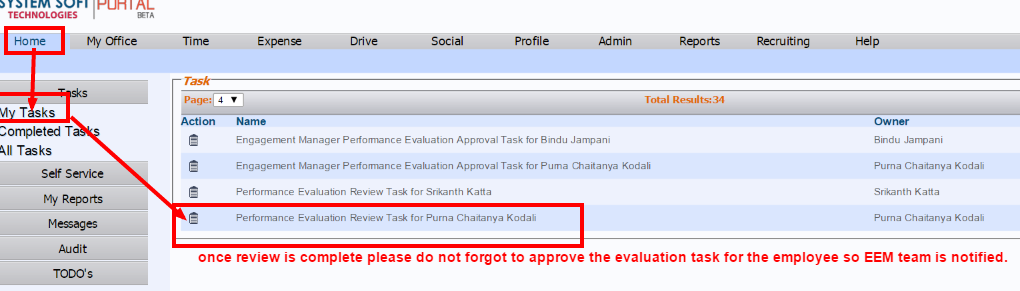 SYSTEM SOFT PORTAL
TECHNOLOGIES BETA
Home My Office Time Expense Drive Social Profile Admin Reports Recruiting Help
Tasks
My Tasks
Completed Tasks
All Tasks
Self Service
My Reports
Messages
Audit
TODO's
Task
Page: 4 Total Results:34
Action Name Owner
Engagement Manager Performance Evaluation Approval Task for Bindu Jampani Bindu Jampani
Engagement Manager Performance Evaluation Approval Task for Purna Chaitanya Kodali Purna Chaitanya Kodali
Performance Evaluation Review Task for Srikanth Katta Srikanth Katta
Performance Evaluation Review Task for Purna Chaitanya Kodali Purna Chaitanya Kodali
once review is complete please do not forgot to approve the evaluation task for the employee so EEM team is notified.